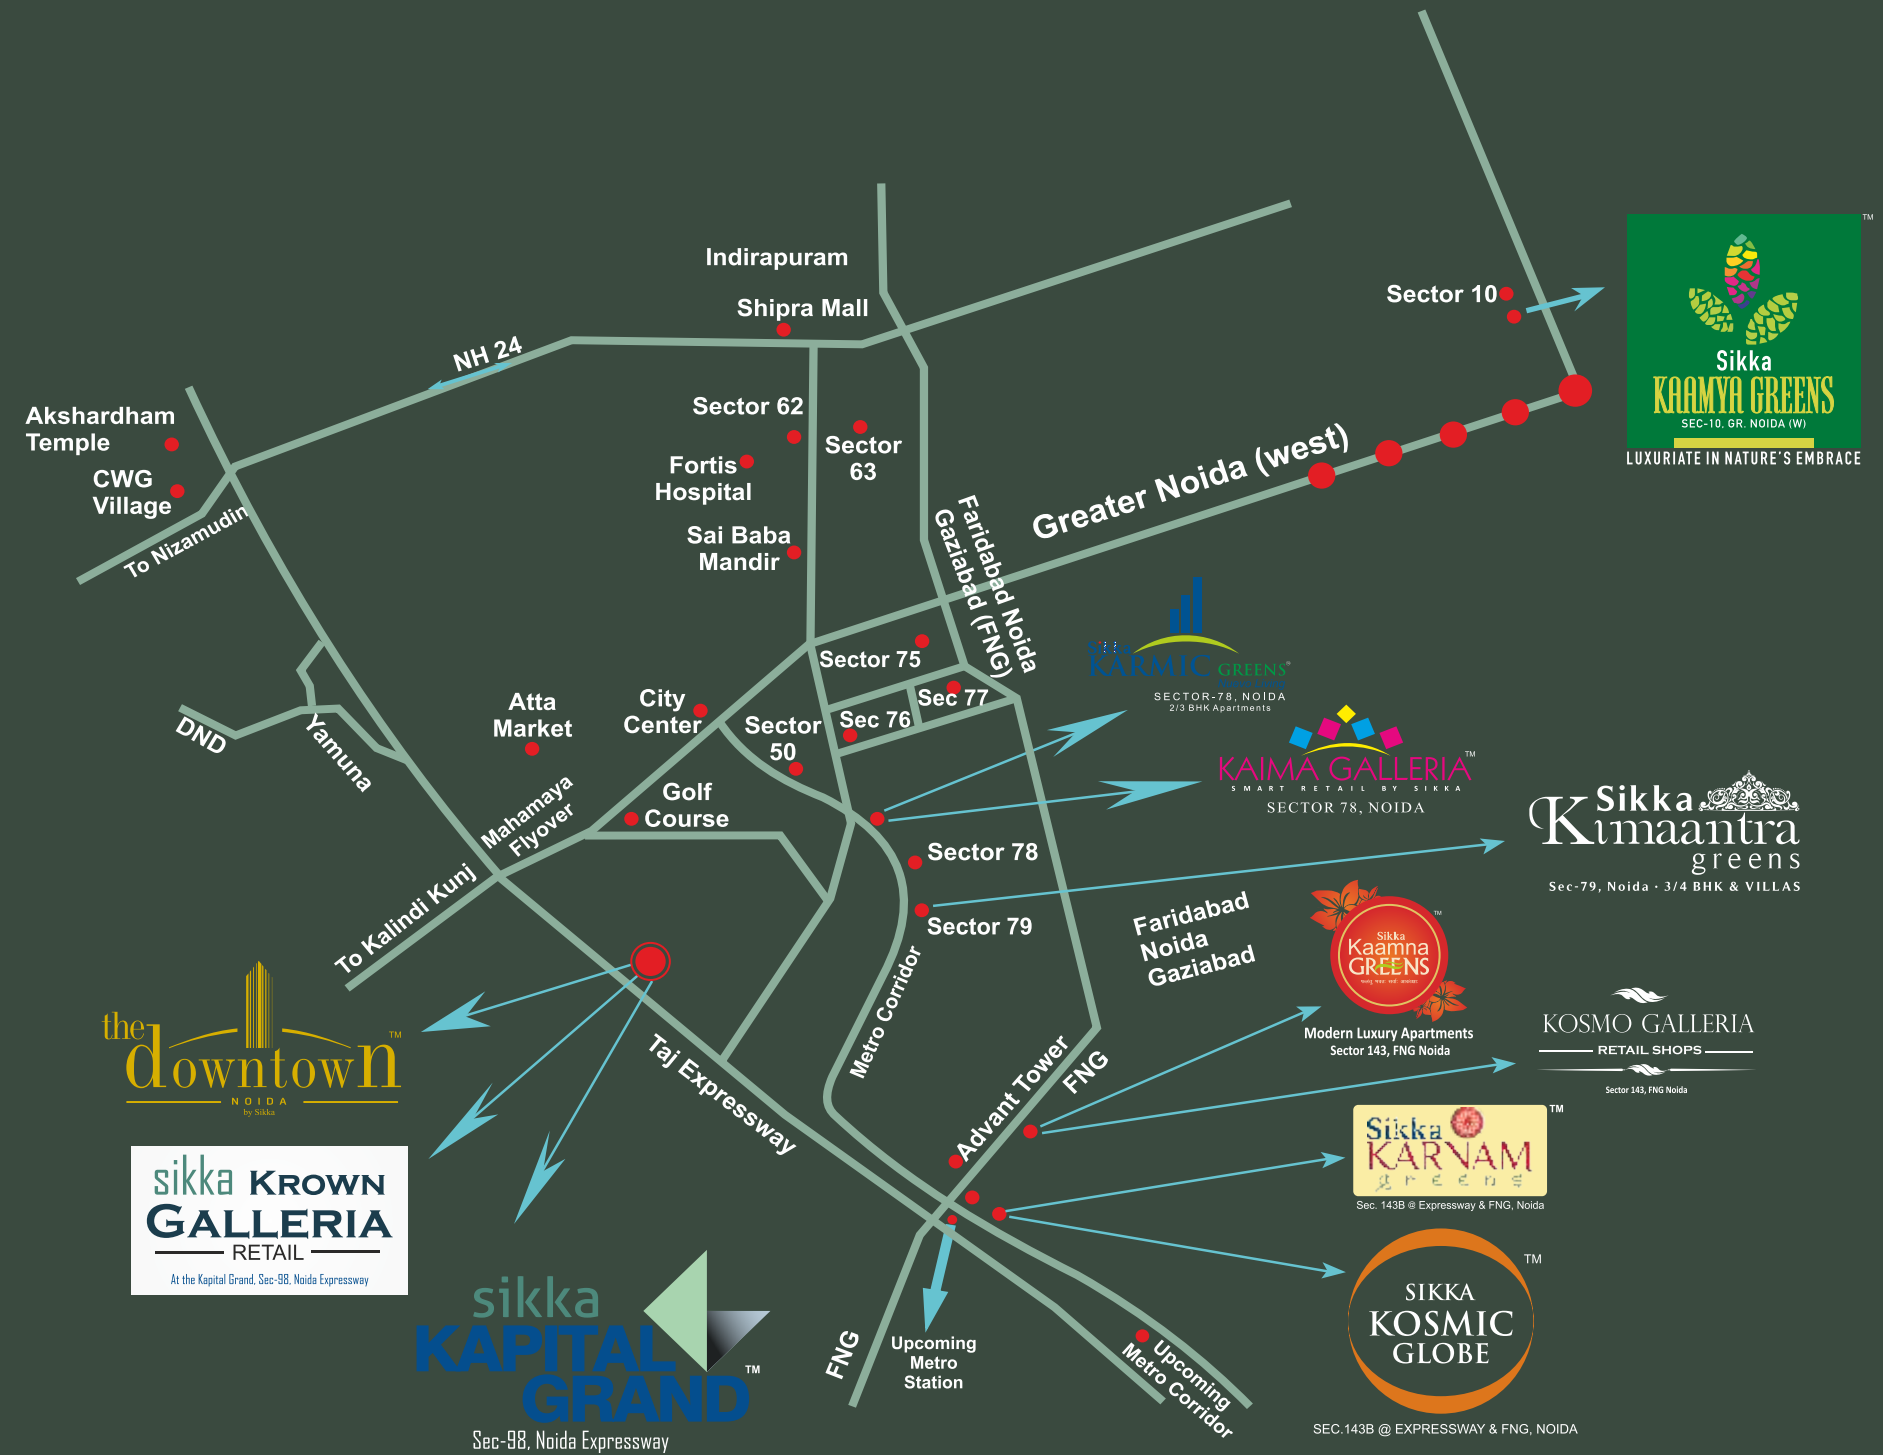 Indirapuram
Shipra Mall
NH 24
Akshardham
Temple
CWG
Village
To Nizamudin
Sector 62
Sector
63
Fortis
Hospital
Sai Baba
Mandir
Sector 10
TM
Sikka
KAAMYA GREENS
SEC-10, GR. NOIDA (W)
LUXURIATE IN NATURE'S EMBRACE
Greater Noida (west)
Faridabad Noida
Gaziabad (FNG)
Sector 75
Sec 77
Sec 76
Sector
50
City
Center
Atta
Market
DND
Yamuna
Mahamaya
Flyover
Golf
Course
To Kalindi Kunj
Sikka
KARMIC GREENS®
SECTOR-78, NOIDA
2/3 BHK Apartments
KAIMA GALLERIA™
SMART RETAIL BY SIKKA
SECTOR 78, NOIDA
Sikka
Kimaantra
greens
Sec-79, Noida · 3/4 BHK & VILLAS
Sector 78
Sector 79
Faridabad
Noida
Gaziabad
Metro Corridor
TM
Sikka
Kaamna
GREENS
Modern Luxury Apartments
Sector 143, FNG Noida
KOSMO GALLERIA
RETAIL SHOPS
Sector 143, FNG Noida
the
downtown™
NOIDA
by Sikka
sikka KROWN
GALLERIA
RETAIL
At the Kapital Grand, Sec-98, Noida Expressway
Taj Expressway
Advant Tower
FNG
TM
Sikka
KARNAM
greens
Sec. 143B @ Expressway & FNG, Noida
sikka
KAPITAL
GRAND™
Sec-98, Noida Expressway
FNG
Upcoming
Metro
Station
Upcoming
Metro Corridor
TM
SIKKA
KOSMIC
GLOBE
SEC.143B @ EXPRESSWAY & FNG, NOIDA